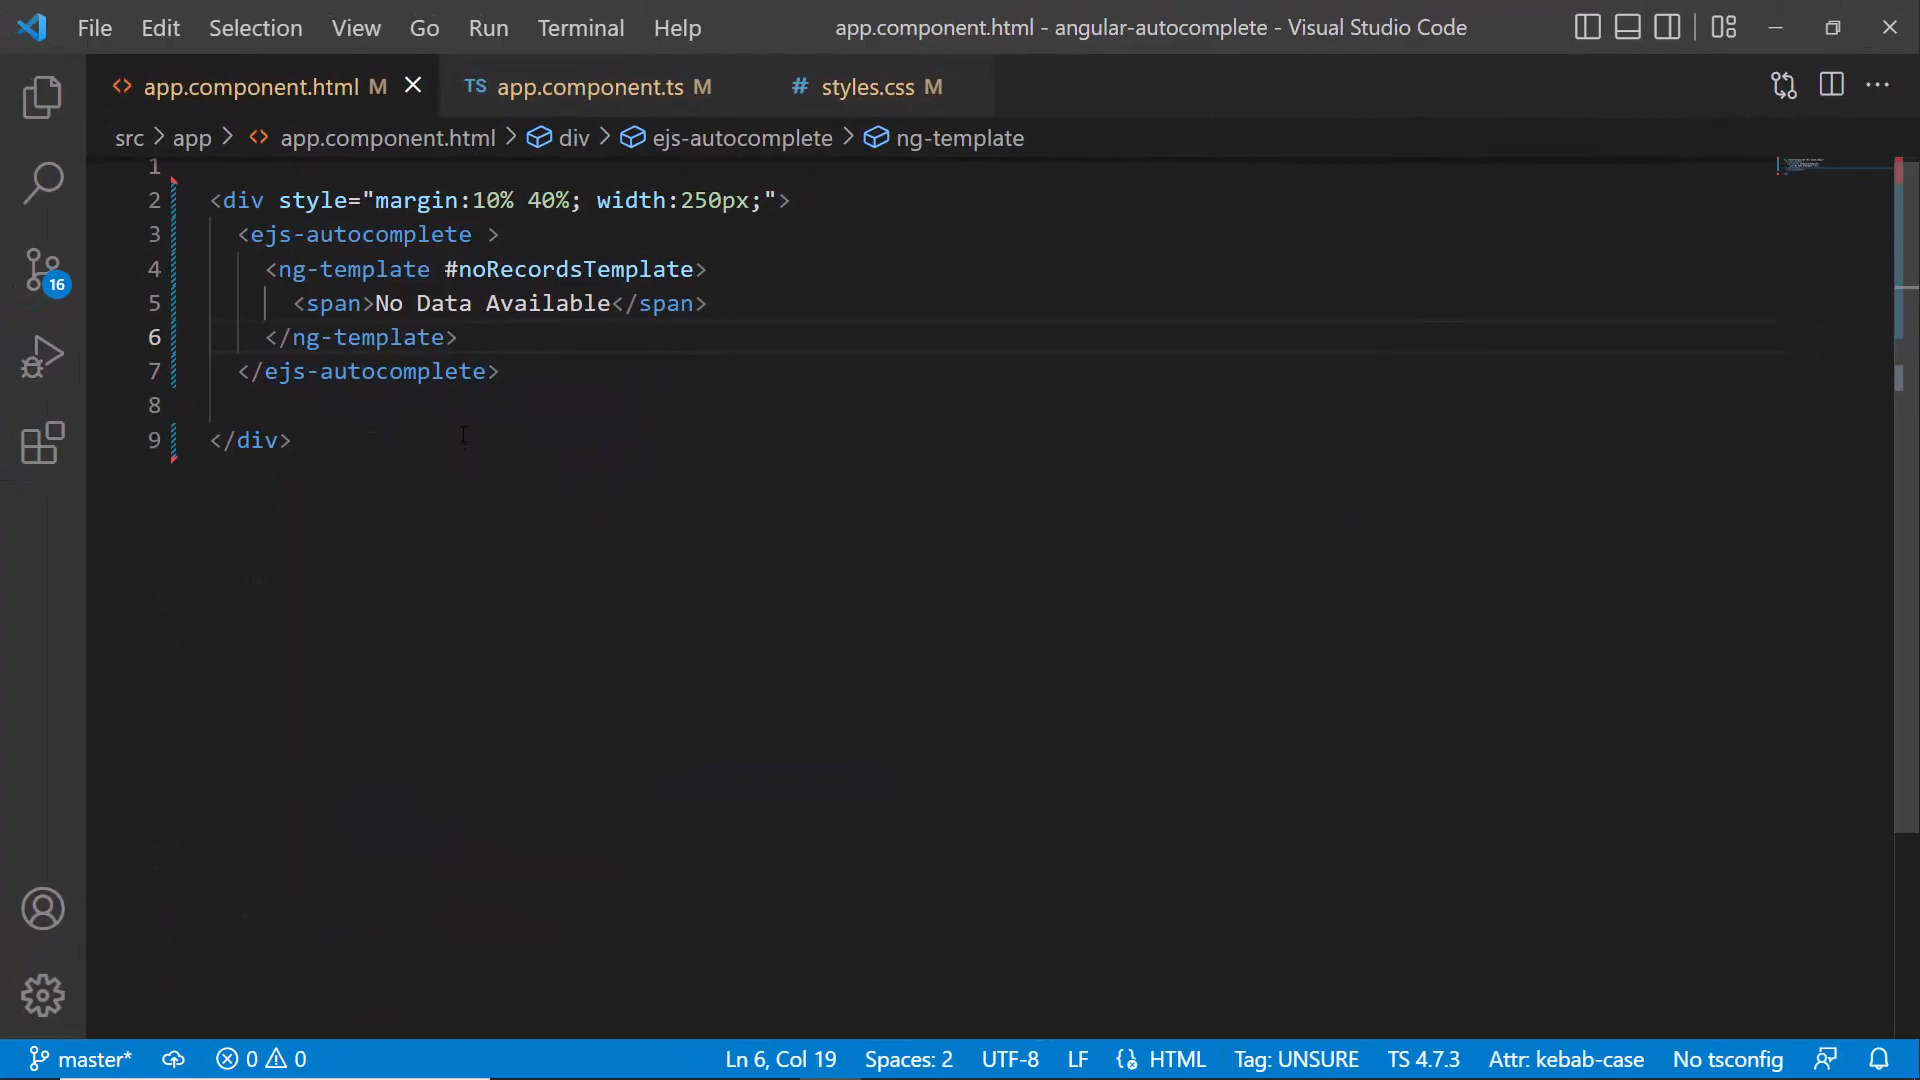 File Edit Selection View Go Run Terminal Help app.component.html - angular-autocomplete - Visual Studio Code
<> app.component.html M TS app.component.ts M # styles.css M
src > app > <> app.component.html > div > ejs-autocomplete > ng-template
1
2 <div style="margin:10% 40%; width:250px;">
3 <ejs-autocomplete >
4 <ng-template #noRecordsTemplate>
5 <span>No Data Available</span>
6 </ng-template>
7 </ejs-autocomplete>
8
9 </div>
16
master* 0 0 Ln 6, Col 19 Spaces: 2 UTF-8 LF HTML Tag: UNSURE TS 4.7.3 Attr: kebab-case No tsconfig